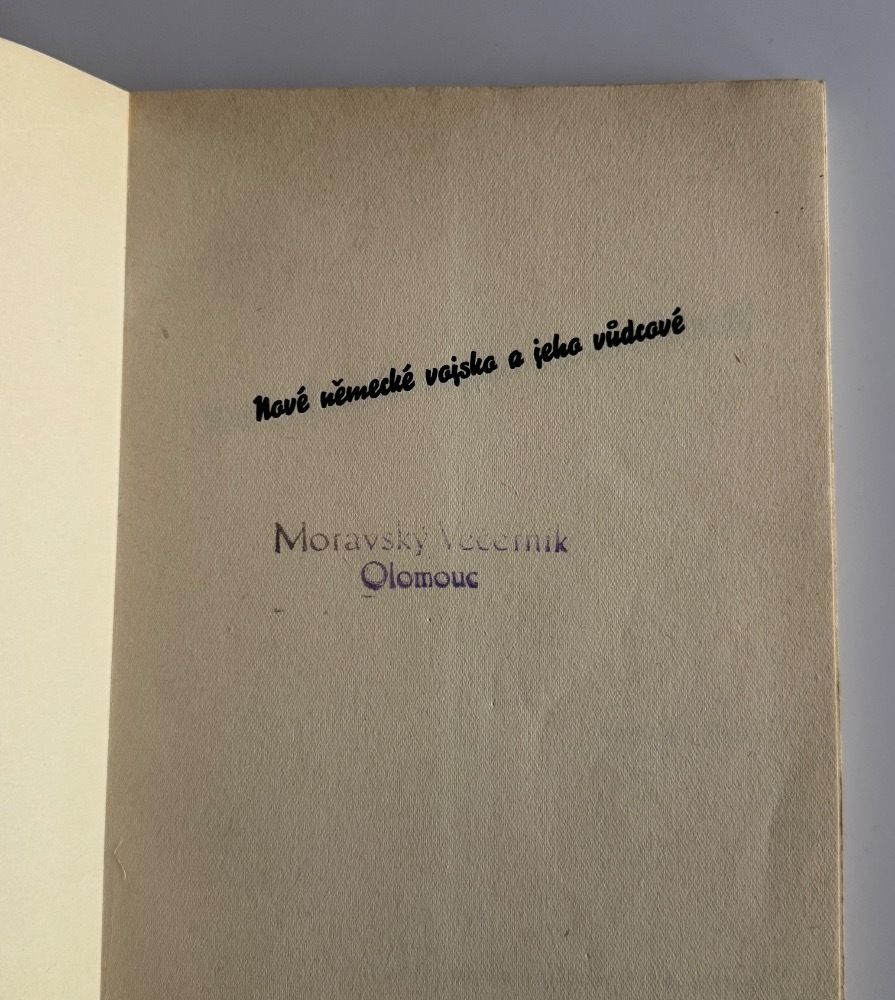 Nové německé vojsko a jeho vůdcové
Moravský Večerník
Olomouc